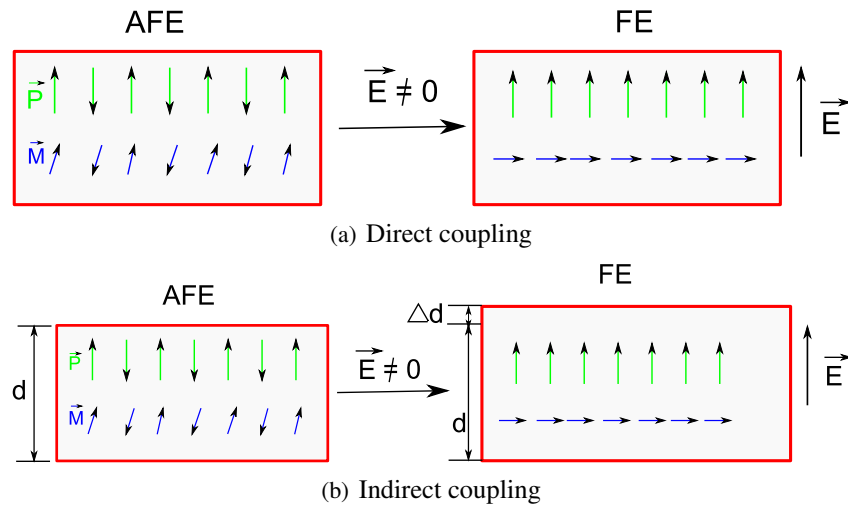 AFE
FE
P
M
E ≠ 0
E
(a) Direct coupling
AFE
FE
d
P
M
E ≠ 0
△d
d
E
(b) Indirect coupling